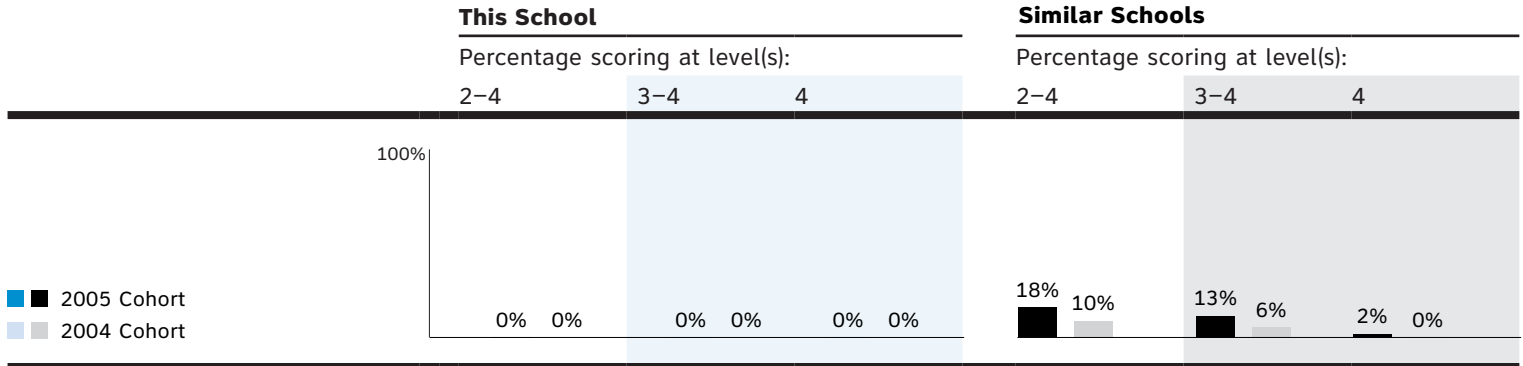 This School
Similar Schools
Percentage scoring at level(s):
Percentage scoring at level(s):
2–4 3–4 4
2–4 3–4 4
100%
2005 Cohort
2004 Cohort
0% 0% 0% 0% 0% 0%
18% 10% 13% 6% 2% 0%